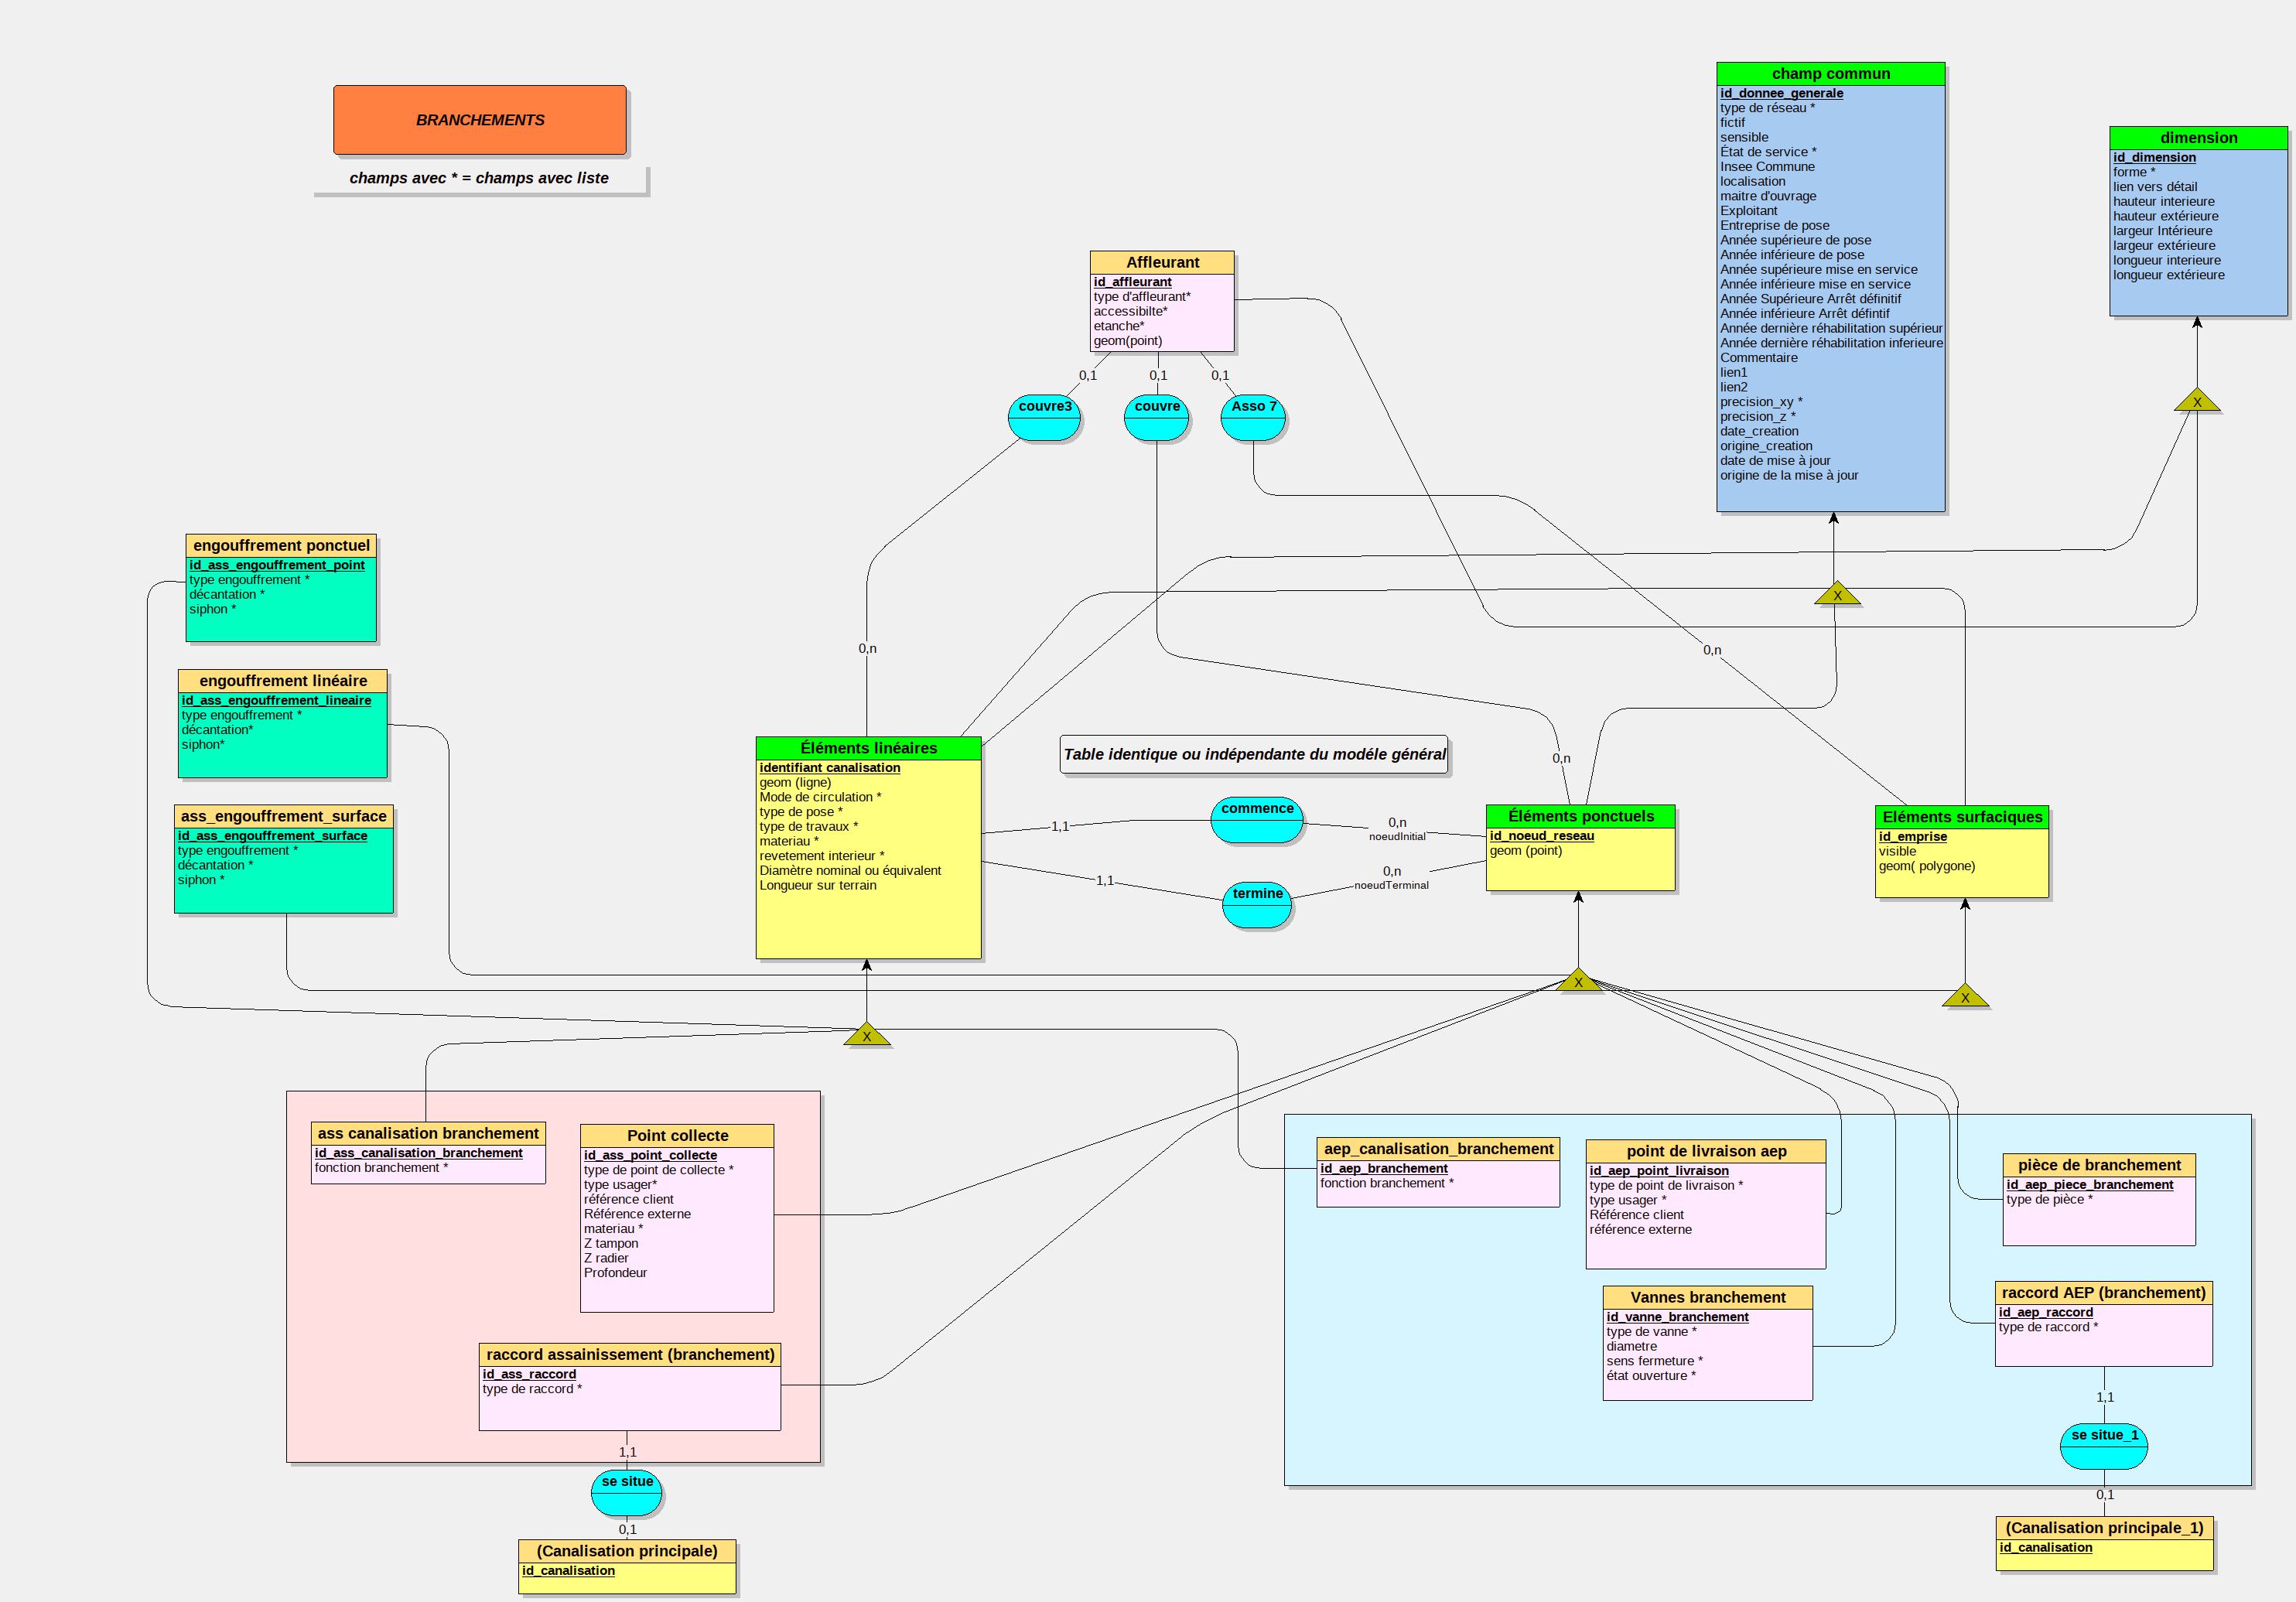 BRANCHEMENTS
champs avec * = champs avec liste
champ commun
id_donnee_generale
type de réseau *
fictif
sensible
État de service *
Insee Commune
localisation
maitre d'ouvrage
Exploitant
Entreprise de pose
Année supérieure de pose
Année inférieure de pose
Année supérieure mise en service
Année inférieure mise en service
Année Supérieure Arrêt définitif
Année inférieure Arrêt défintif
Année dernière réhabilitation supérieur
Année dernière réhabilitation inferieure
Commentaire
lien1
lien2
precision_xy *
precision_z *
date_creation
origine_creation
date de mise à jour
origine de la mise à jour
dimension
id_dimension
forme *
lien vers détail
hauteur interieure
hauteur extérieure
largeur Intérieure
largeur extérieure
longueur interieure
longueur extérieure
X
X
Affleurant
id_affleurant
type d'affleurant*
accessibilte*
etanche*
geom(point)
0,1
0,1
0,1
couvre3
couvre
Asso 7
0,n
0,n
0,n
engouffrement ponctuel
id_ass_engouffrement_point
type engouffrement *
décantation *
siphon *
engouffrement linéaire
id_ass_engouffrement_lineaire
type engouffrement *
décantation*
siphon*
ass_engouffrement_surface
id_ass_engouffrement_surface
type engouffrement *
décantation *
siphon *
Éléments linéaires
identifiant canalisation
geom (ligne)
Mode de circulation *
type de pose *
type de travaux *
materiau *
revetement interieur *
Diamètre nominal ou équivalent
Longueur sur terrain
Table identique ou indépendante du modéle général
1,1
commence
0,n
noeudInitial
1,1
termine
0,n
noeudTerminal
Éléments ponctuels
id_noeud_reseau
geom (point)
Eléments surfaciques
id_emprise
visible
geom( polygone)
X
X
X
ass canalisation branchement
id_ass_canalisation_branchement
fonction branchement *
Point collecte
id_ass_point_collecte
type de point de collecte *
type usager*
référence client
Référence externe
materiau *
Z tampon
Z radier
Profondeur
raccord assainissement (branchement)
id_ass_raccord
type de raccord *
1,1
se situe
0,1
(Canalisation principale)
id_canalisation
aep_canalisation_branchement
id_aep_branchement
fonction branchement *
point de livraison aep
id_aep_point_livraison
type de point de livraison *
type usager *
Référence client
référence externe
Vannes branchement
id_vanne_branchement
type de vanne *
diametre
sens fermeture *
état ouverture *
pièce de branchement
id_aep_piece_branchement
type de pièce *
raccord AEP (branchement)
id_aep_raccord
type de raccord *
1,1
se situe_1
0,1
(Canalisation principale_1)
id_canalisation